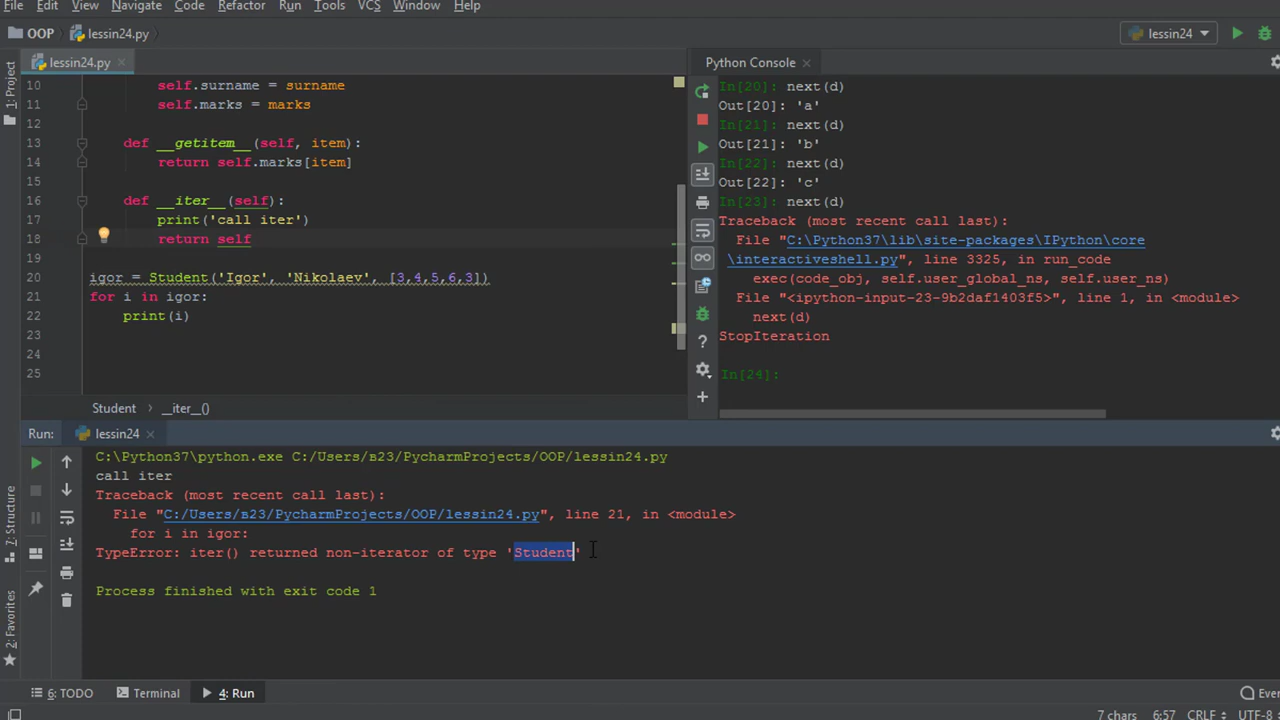 File Edit View Navigate Code Refactor Run Tools VCS Window Help
OOP lessin24.py lessin24
1: Project
lessin24.py
10 self.surname = surname
11 self.marks = marks
12
13 def __getitem__(self, item):
14 return self.marks[item]
15
16 def __iter__(self):
17 print('call iter')
18 return self
19
20 igor = Student('Igor', 'Nikolaev', [3,4,5,6,3])
21 for i in igor:
22 print(i)
23
24
25
Student __iter__()
Python Console
In[20]: next(d)
Out[20]: 'a'
In[21]: next(d)
Out[21]: 'b'
In[22]: next(d)
Out[22]: 'c'
In[23]: next(d)
Traceback (most recent call last):
File "C:\Python37\lib\site-packages\IPython\core
\interactiveshell.py", line 3325, in run_code
exec(code_obj, self.user_global_ns, self.user_ns)
File "<ipython-input-23-9b2daf1403f5>", line 1, in <module>
next(d)
StopIteration
In[24]:
Run: lessin24
C:\Python37\python.exe C:/Users/в23/PycharmProjects/OOP/lessin24.py
call iter
Traceback (most recent call last):
File "C:/Users/в23/PycharmProjects/OOP/lessin24.py", line 21, in <module>
for i in igor:
TypeError: iter() returned non-iterator of type 'Student'
Process finished with exit code 1
7: Structure
2: Favorites
6: TODO Terminal 4: Run
7 chars 6:57 CRLF UTF-8